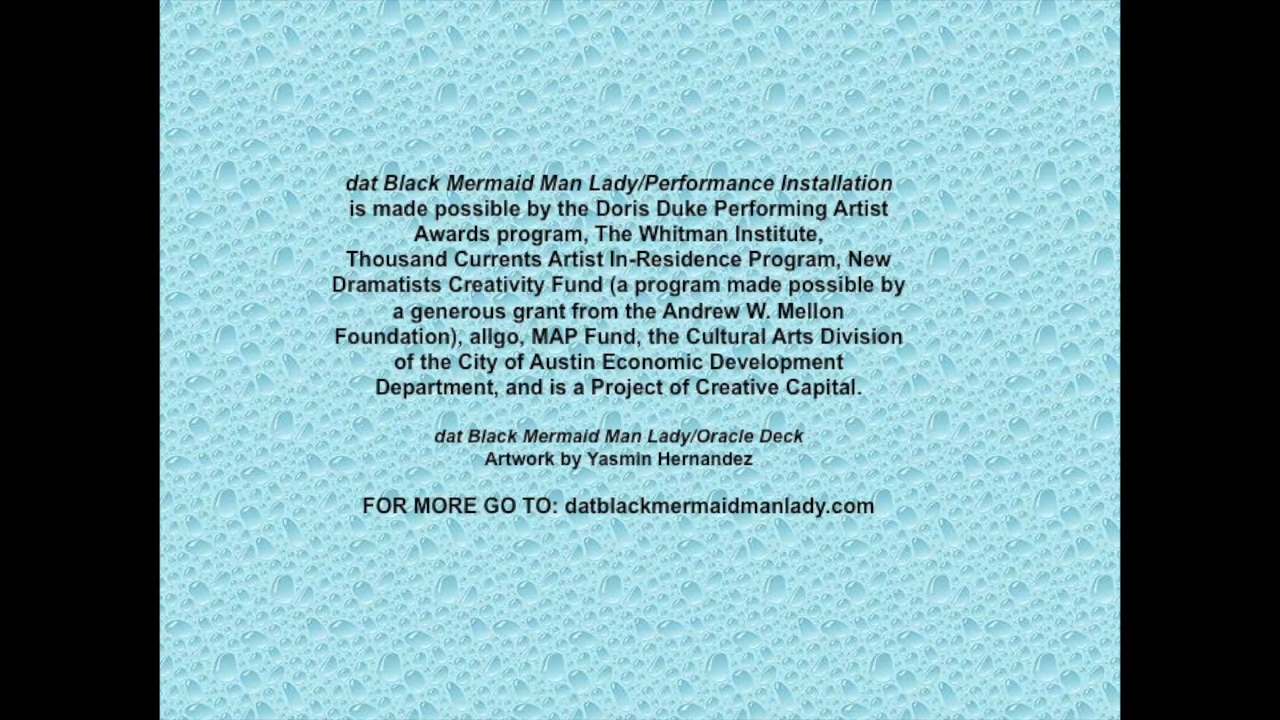 dat Black Mermaid Man Lady/Performance Installation
is made possible by the Doris Duke Performing Artist
Awards program, The Whitman Institute,
Thousand Currents Artist In-Residence Program, New
Dramatists Creativity Fund (a program made possible by
a generous grant from the Andrew W. Mellon
Foundation), allgo, MAP Fund, the Cultural Arts Division
of the City of Austin Economic Development
Department, and is a Project of Creative Capital.
dat Black Mermaid Man Lady/Oracle Deck
Artwork by Yasmin Hernandez
FOR MORE GO TO: datblackmermaidmanlady.com